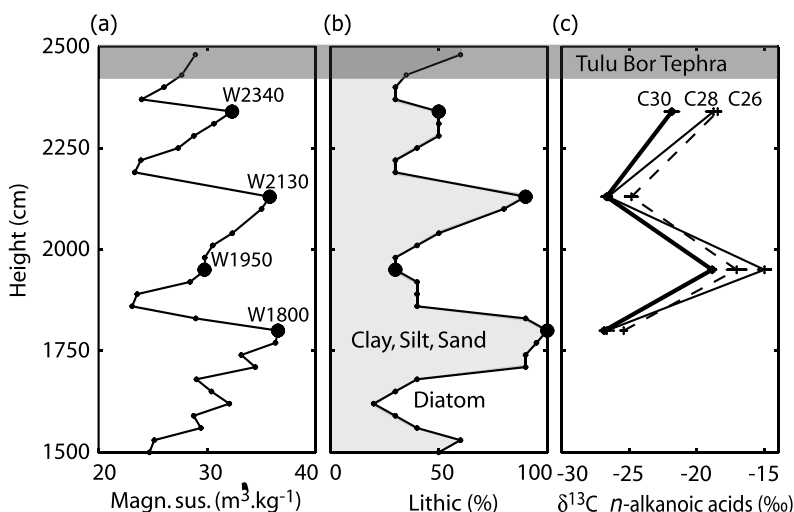 (a) (b) (c)
2500
2250
2000
1750
1500
Height (cm)
W2340
W2130
W1950
W1800
20 30 40
Magn. sus. (m³.kg⁻¹)
Clay, Silt, Sand
Diatom
0 50 100
Lithic (%)
Tulu Bor Tephra
C30 C28 C26
-30 -25 -20 -15
δ¹³C n-alkanoic acids (‰)